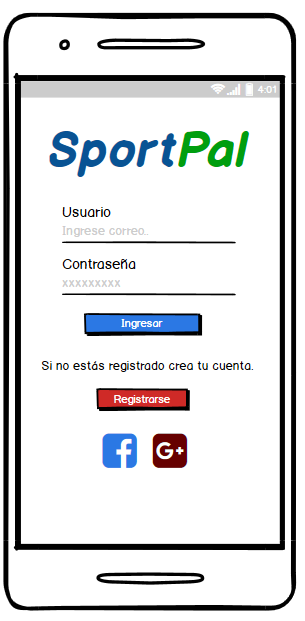 4:01
SportPal
Usuario
Ingrese correo..
Contraseña
xxxxxxxxx
Ingresar
Si no estás registrado crea tu cuenta.
Registrarse
f
G+